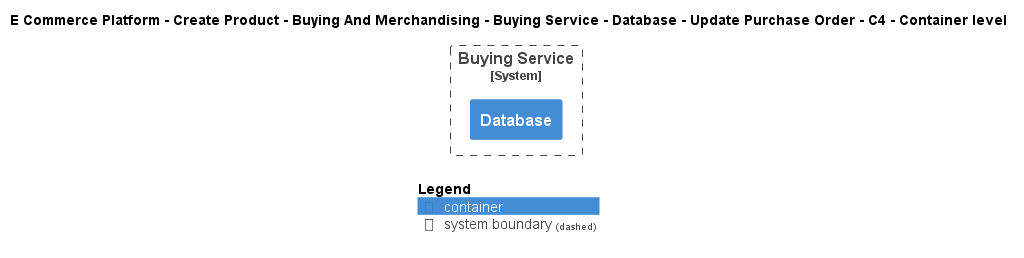 E Commerce Platform - Create Product - Buying And Merchandising - Buying Service - Database - Update Purchase Order - C4 - Container level
Buying Service
[System]
Database
Legend
container
system boundary (dashed)